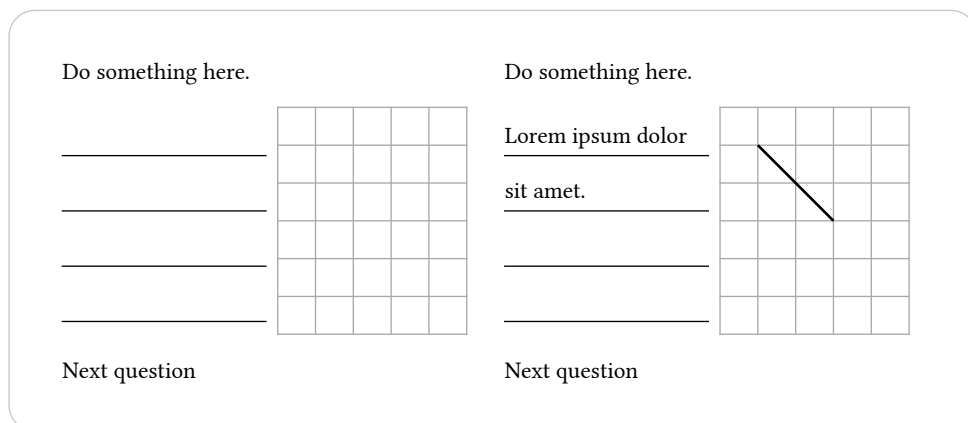 Do something here.
Next question
Do something here.
Lorem ipsum dolor
sit amet.
Next question